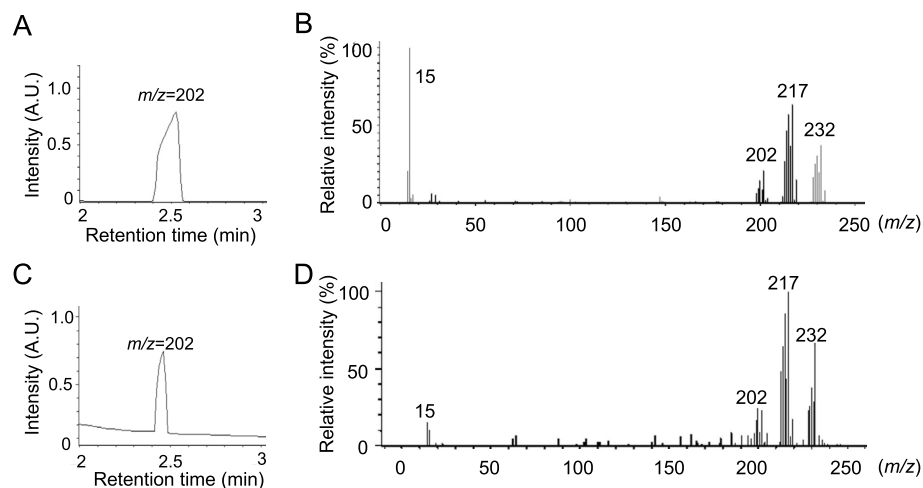 A
Intensity (A.U.)
1.0
0.5
0
m/z=202
2
2.5
3
Retention time (min)
B
Relative intensity (%)
100
50
0
15
202
217
232
0
50
100
150
200
250
(m/z)
C
Intensity (A.U.)
1.0
0.5
0
m/z=202
2
2.5
3
Retention time (min)
D
Relative intensity (%)
100
50
0
15
202
217
232
0
50
100
150
200
250
(m/z)